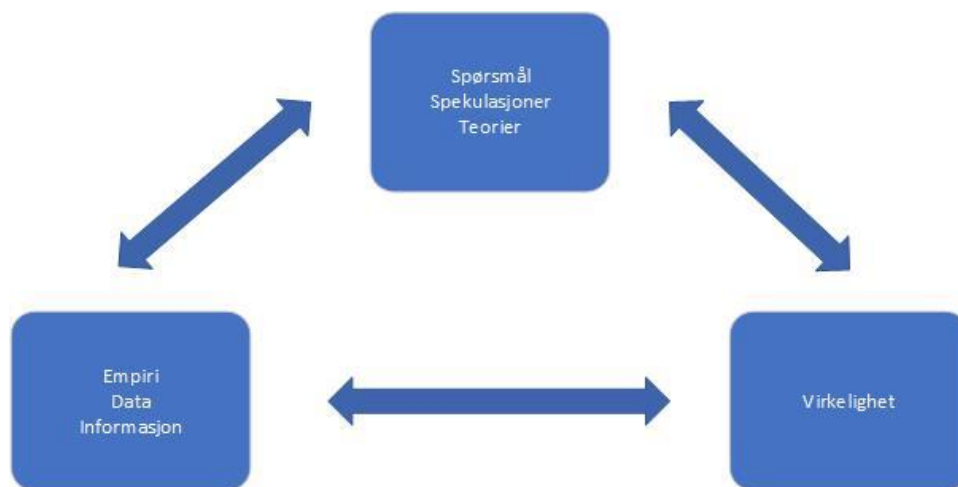 Spørsmål
Spekulasjoner
Teorier
Empiri
Data
Informasjon
Virkelighet